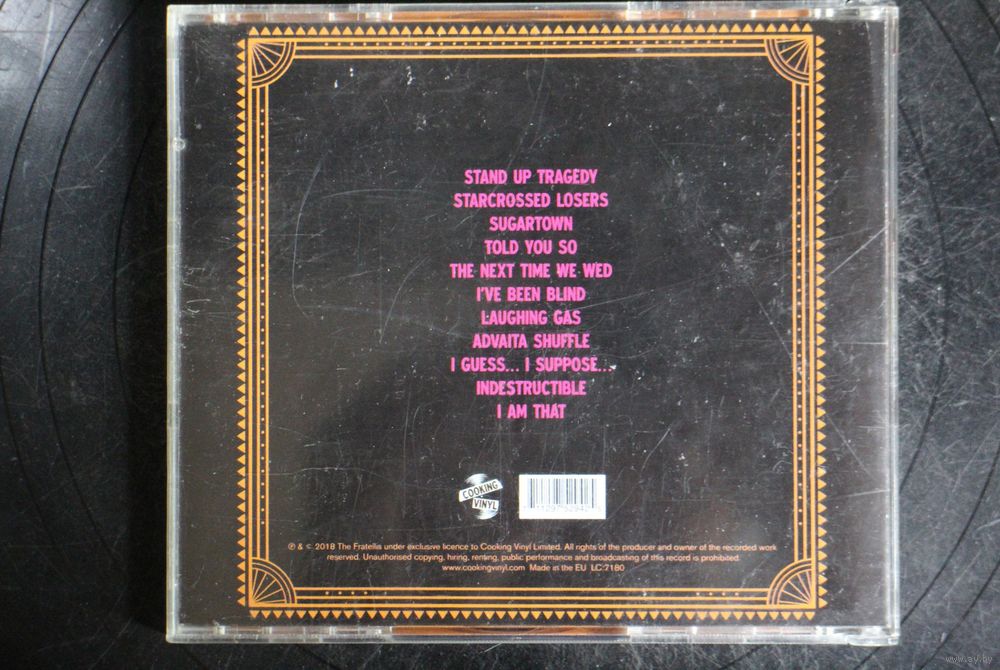 STAND UP TRAGEDY
STARCROSSED LOSERS
SUGARTOWN
TOLD YOU SO
THE NEXT TIME WE WED
I'VE BEEN BLIND
LAUGHING GAS
ADVAITA SHUFFLE
I GUESS... I SUPPOSE...
INDESTRUCTIBLE
I AM THAT
COOKING
VINYL
℗ & © 2018 The Fratellis under exclusive licence to Cooking Vinyl Limited. All rights of the producer and owner of the recorded work
reserved. Unauthorised copying, hiring, renting, public performance and broadcasting of this record is prohibited.
www.cookingvinyl.com Made in the EU LC:7180
www.ay.by